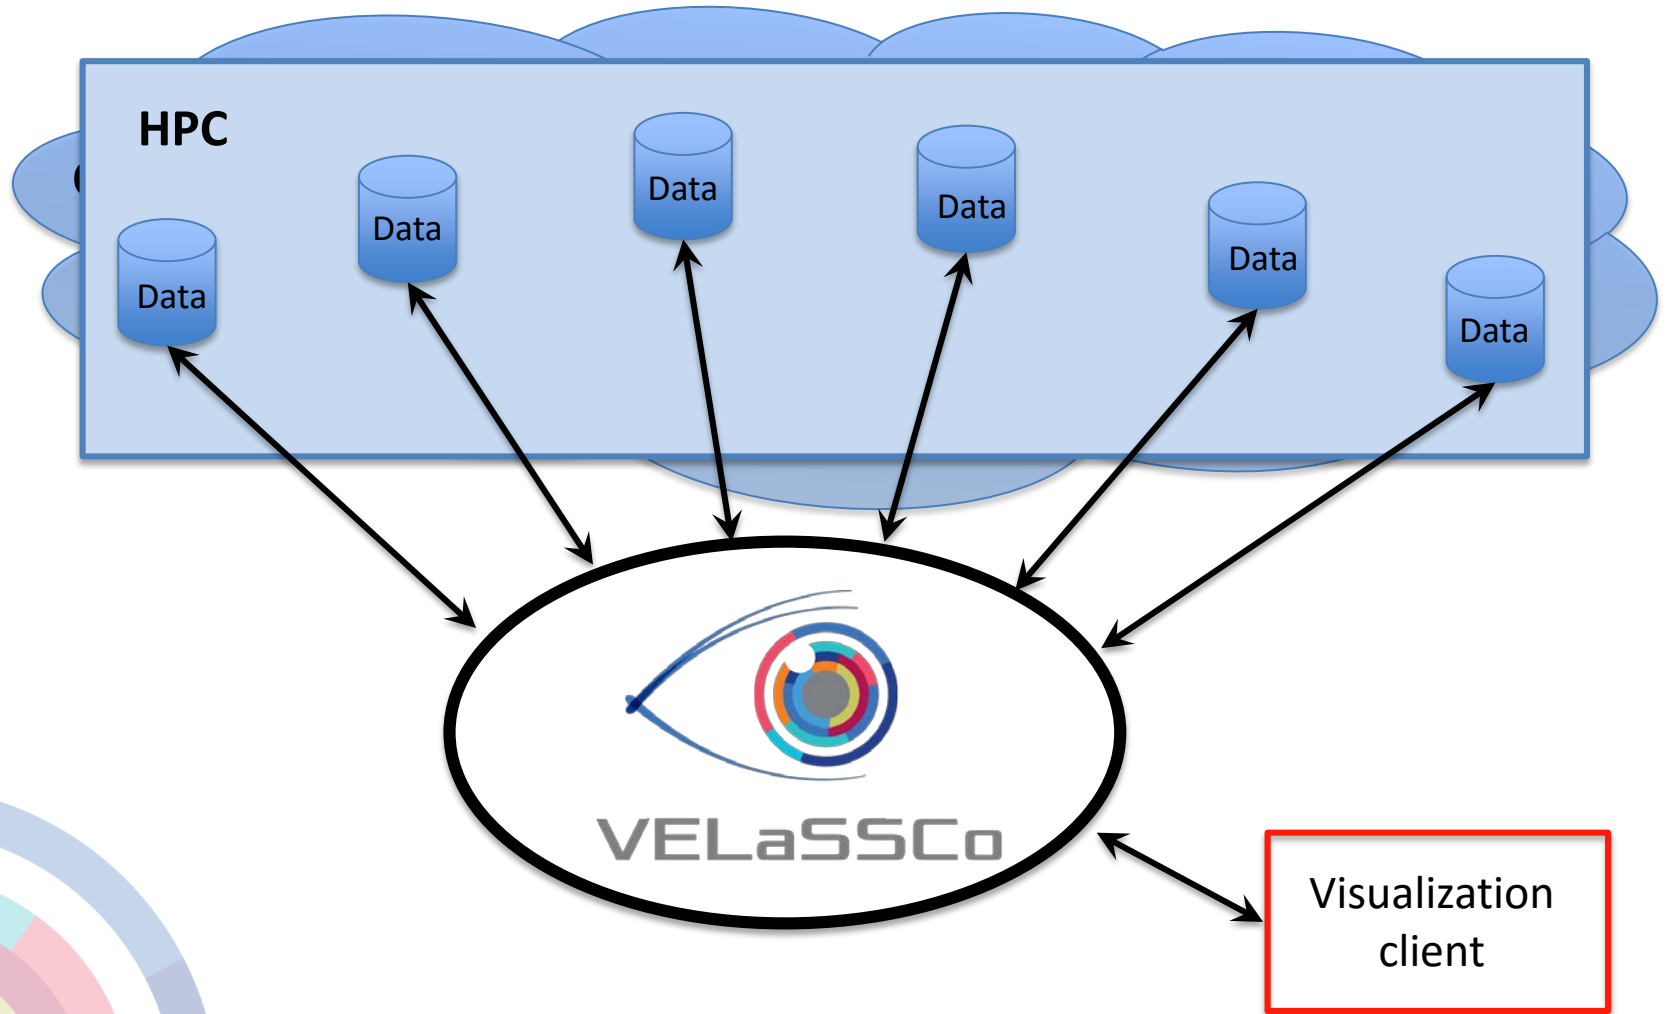 HPC
Data
Data
Data
Data
Data
Data
VELaSSCo
Visualization
client